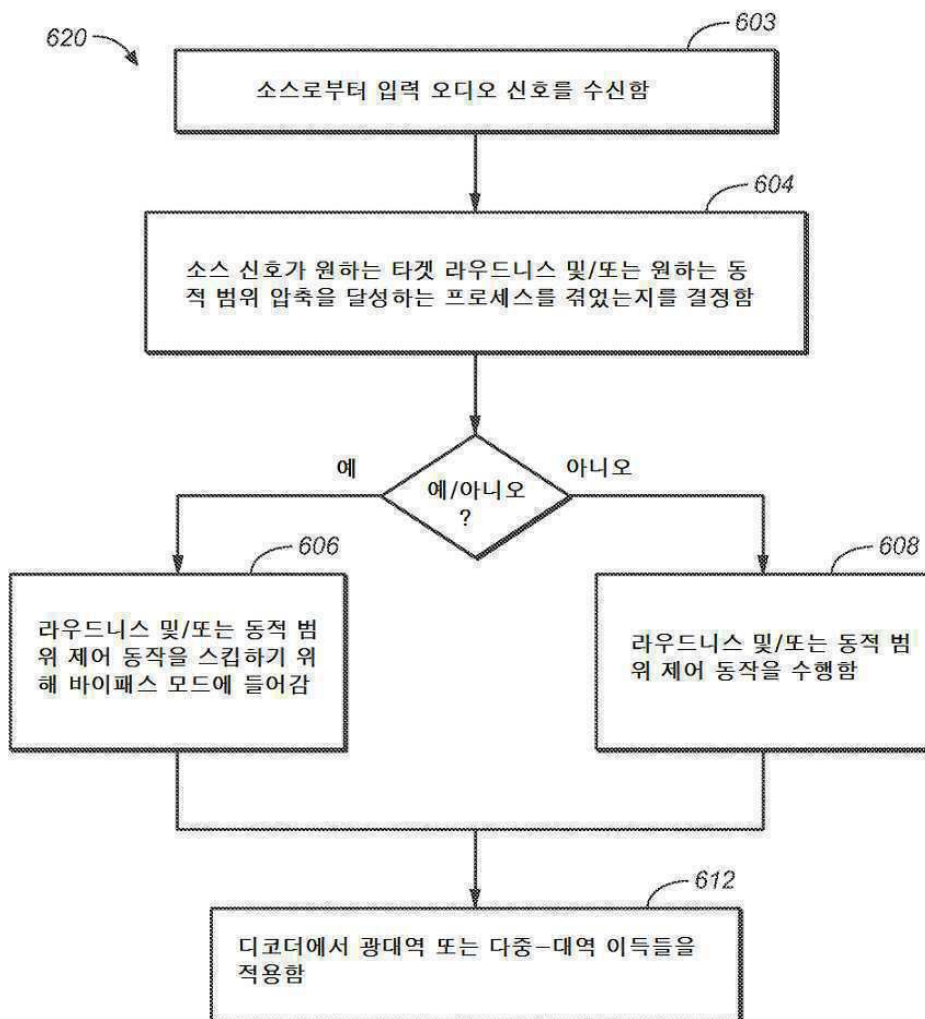 620
603
소스로부터 입력 오디오 신호를 수신함
604
소스 신호가 원하는 타겟 라우드니스 및/또는 원하는 동
적 범위 압축을 달성하는 프로세스를 겪었는지를 결정함
예
예/아니오
?
아니오
606
라우드니스 및/또는 동적 범
위 제어 동작을 스킵하기 위
해 바이패스 모드에 들어감
608
라우드니스 및/또는 동적 범
위 제어 동작을 수행함
612
디코더에서 광대역 또는 다중-대역 이득들을
적용함